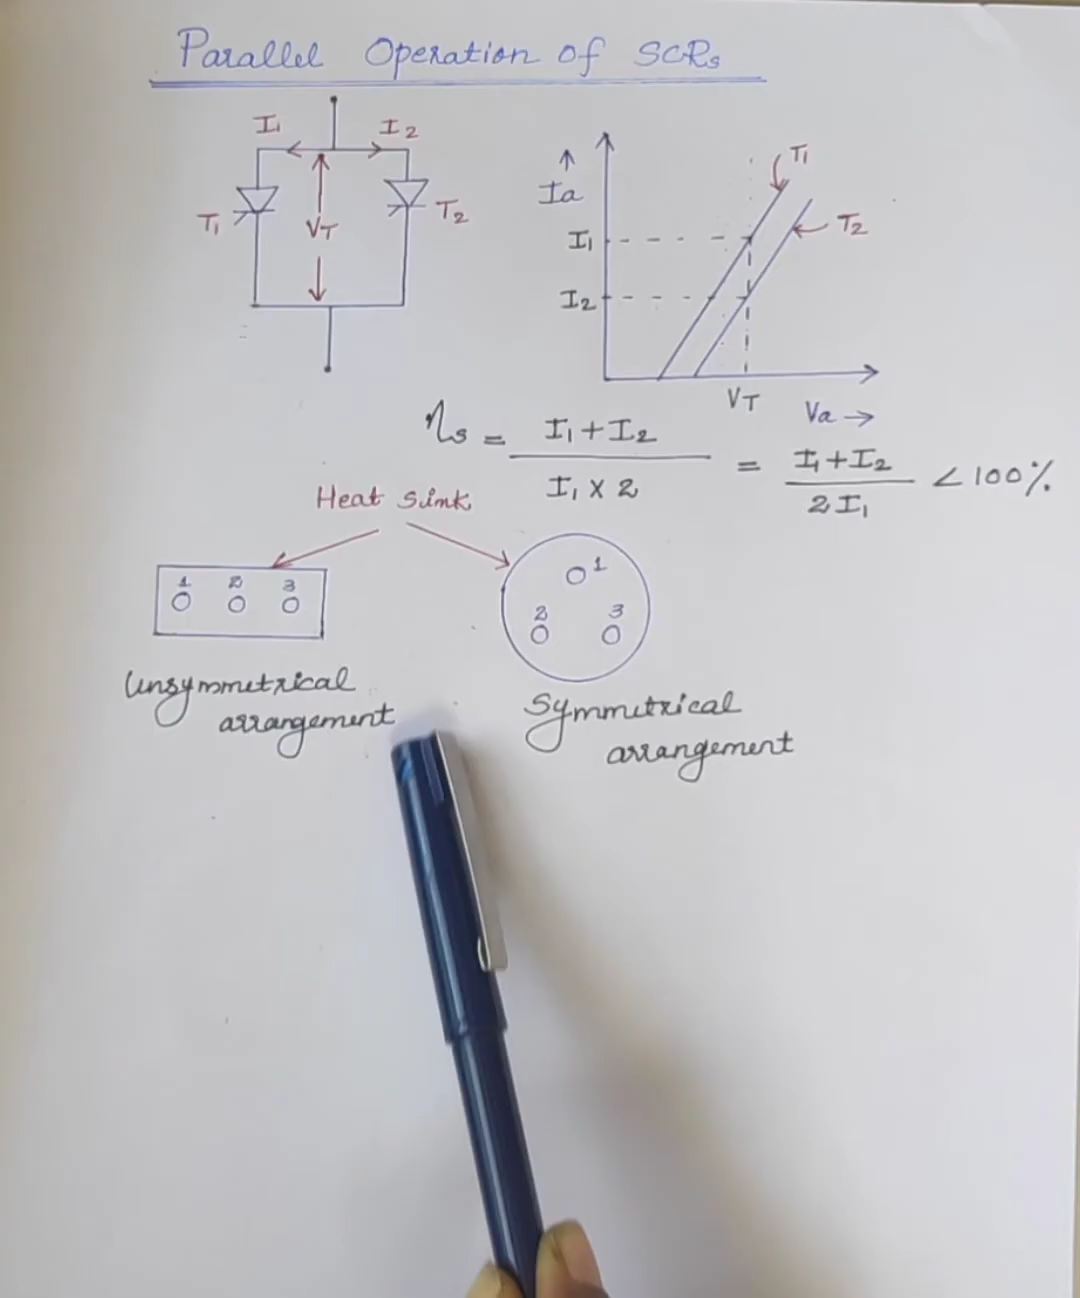 Parallel Operation of SCRs
I1 I2
T1 VT T2
↑
Ia
I1
I2
T1
T2
VT Va →
ηs = I1 + I2 / I1 × 2 = I1 + I2 / 2I1 < 100%
Heat Sink
1 2 3
1
2 3
Unsymmetrical
arrangement
Symmetrical
arrangement